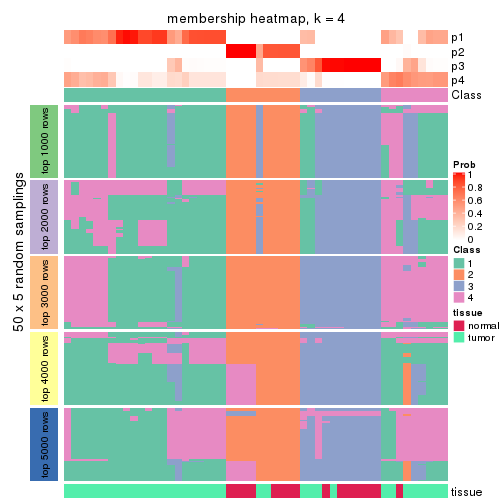 membership heatmap, k = 4
p1
p2
p3
p4
Class
50 x 5 random samplings
top 1000 rows
top 2000 rows
top 3000 rows
top 4000 rows
top 5000 rows
tissue
Prob
1
0.8
0.6
0.4
0.2
0
Class
1
2
3
4
tissue
normal
tumor